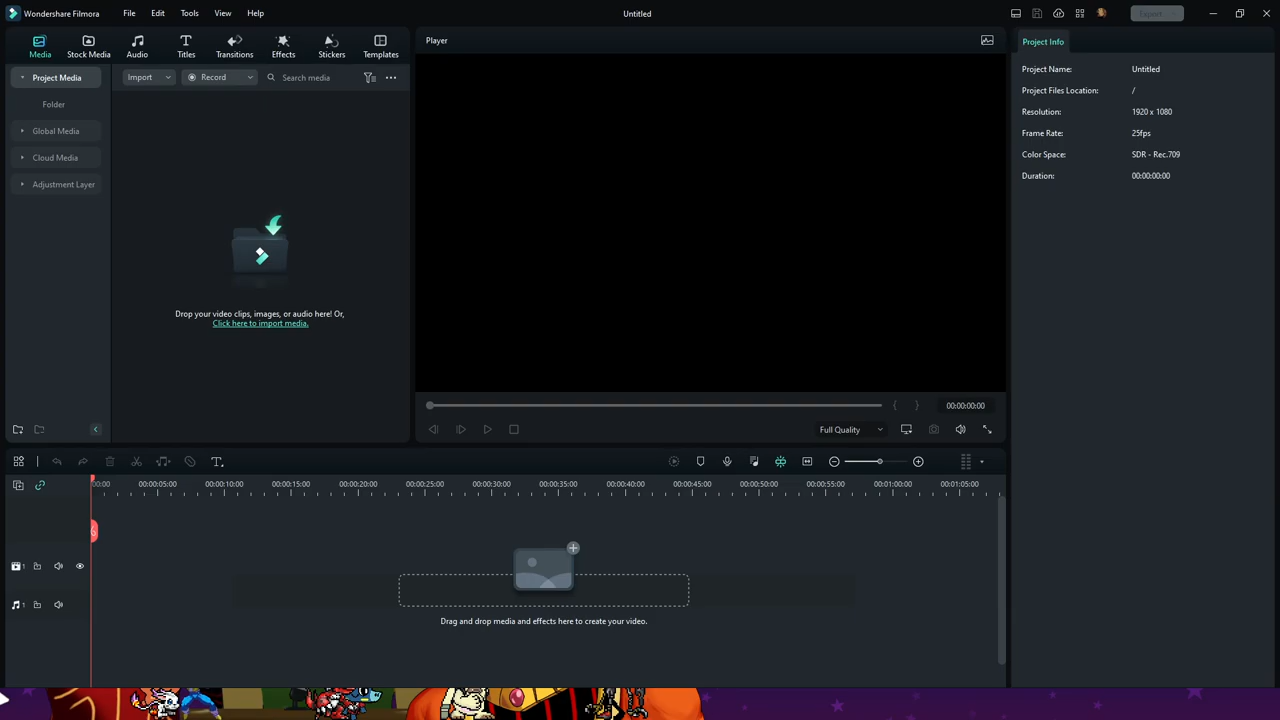 Wondershare Filmora File Edit Tools View Help Untitled Export
Media Stock Media Audio Titles Transitions Effects Stickers Templates
Player
Project Info
Project Media
Import Record Search media
Folder
Global Media
Cloud Media
Adjustment Layer
Drop your video clips, images, or audio here! Or,
Click here to import media.
Project Name: Untitled
Project Files Location: /
Resolution: 1920 x 1080
Frame Rate: 25fps
Color Space: SDR - Rec.709
Duration: 00:00:00:00
{ } 00:00:00:00
Full Quality
00:00 00:00:05:00 00:00:10:00 00:00:15:00 00:00:20:00 00:00:25:00 00:00:30:00 00:00:35:00 00:00:40:00 00:00:45:00 00:00:50:00 00:00:55:00 00:01:00:00 00:01:05:00
1
1
Drag and drop media and effects here to create your video.